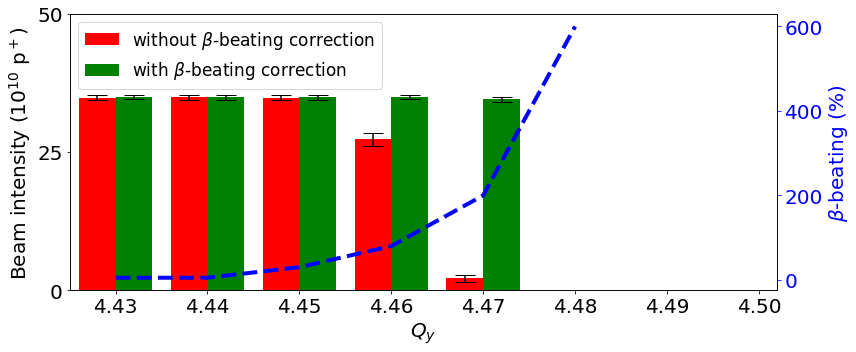 without β-beating correction
with β-beating correction
Beam intensity (10^10 p^+)
50
25
0
β-beating (%)
600
400
200
0
4.43 4.44 4.45 4.46 4.47 4.48 4.49 4.50
Q_y